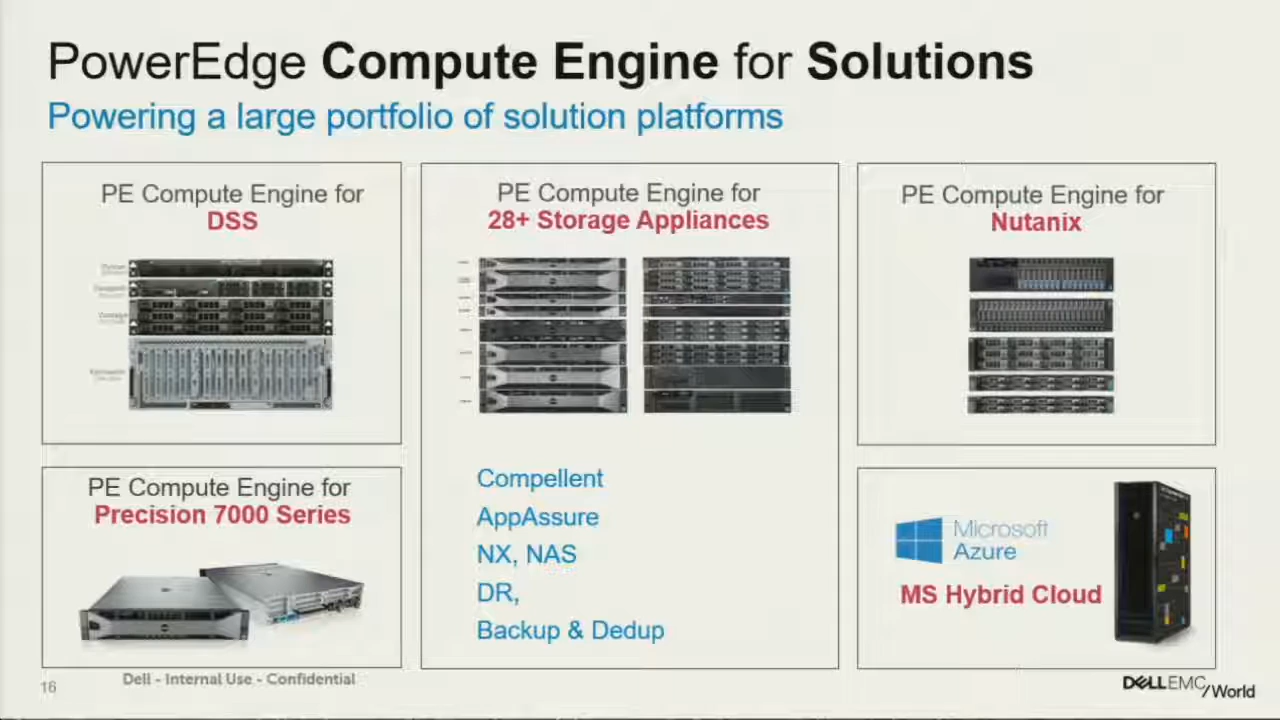 PowerEdge Compute Engine for Solutions
Powering a large portfolio of solution platforms
PE Compute Engine for
DSS
PE Compute Engine for
28+ Storage Appliances
PE Compute Engine for
Nutanix
PE Compute Engine for
Precision 7000 Series
Compellent
AppAssure
NX, NAS
DR,
Backup & Dedup
Microsoft
Azure
MS Hybrid Cloud
16
Dell - Internal Use - Confidential
DELLEMC/World